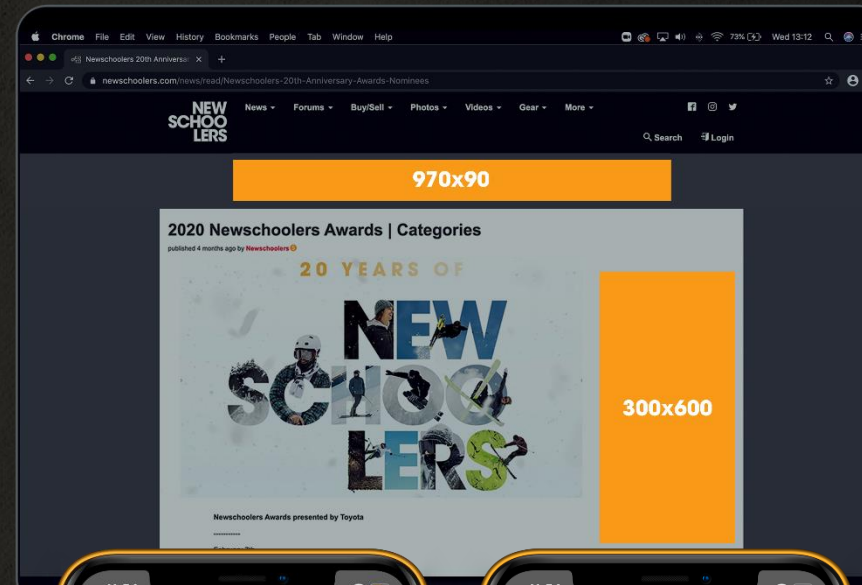 Chrome File Edit View History Bookmarks People Tab Window Help 73% Wed 13:12
Newschoolers 20th Anniversa
newschoolers.com/news/read/Newschoolers-20th-Anniversary-Awards-Nominees
NEW
SCHOO
LERS
News Forums Buy/Sell Photos Videos Gear More
Search Login
970x90
2020 Newschoolers Awards | Categories
published 4 months ago by Newschoolers
20 YEARS OF
NEW
SCHOO
LERS
300x600
Newschoolers Awards presented by Toyota
------------